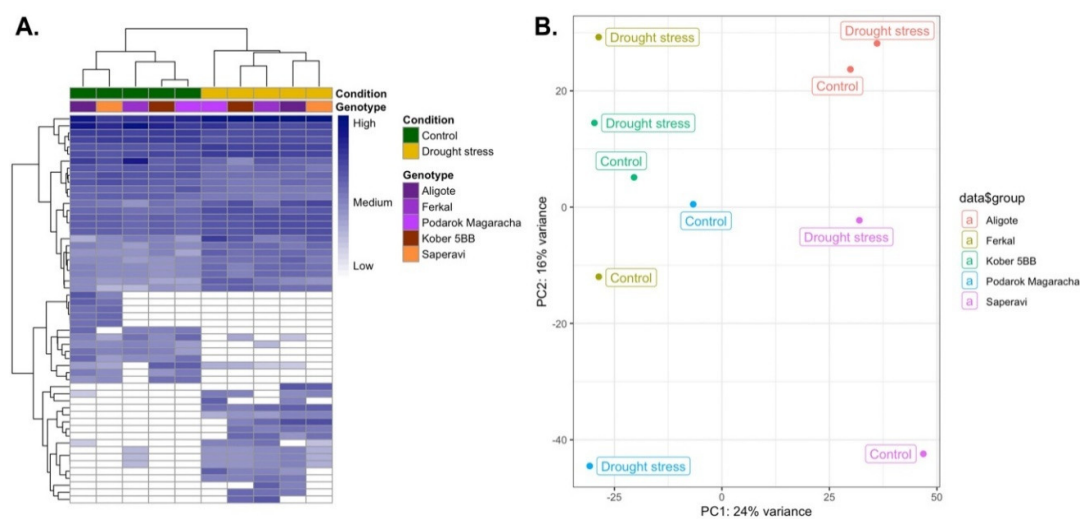 A.
Condition
Genotype
High
Medium
Low
Condition
Control
Drought stress
Genotype
Aligote
Ferkal
Podarok Magaracha
Kober 5BB
Saperavi
B.
Drought stress
Drought stress
Control
Drought stress
Control
Control
Drought stress
Control
Drought stress
Control
20
0
-20
-40
PC2: 16% variance
-25
0
25
50
PC1: 24% variance
data$group
a Aligote
a Ferkal
a Kober 5BB
a Podarok Magaracha
a Saperavi